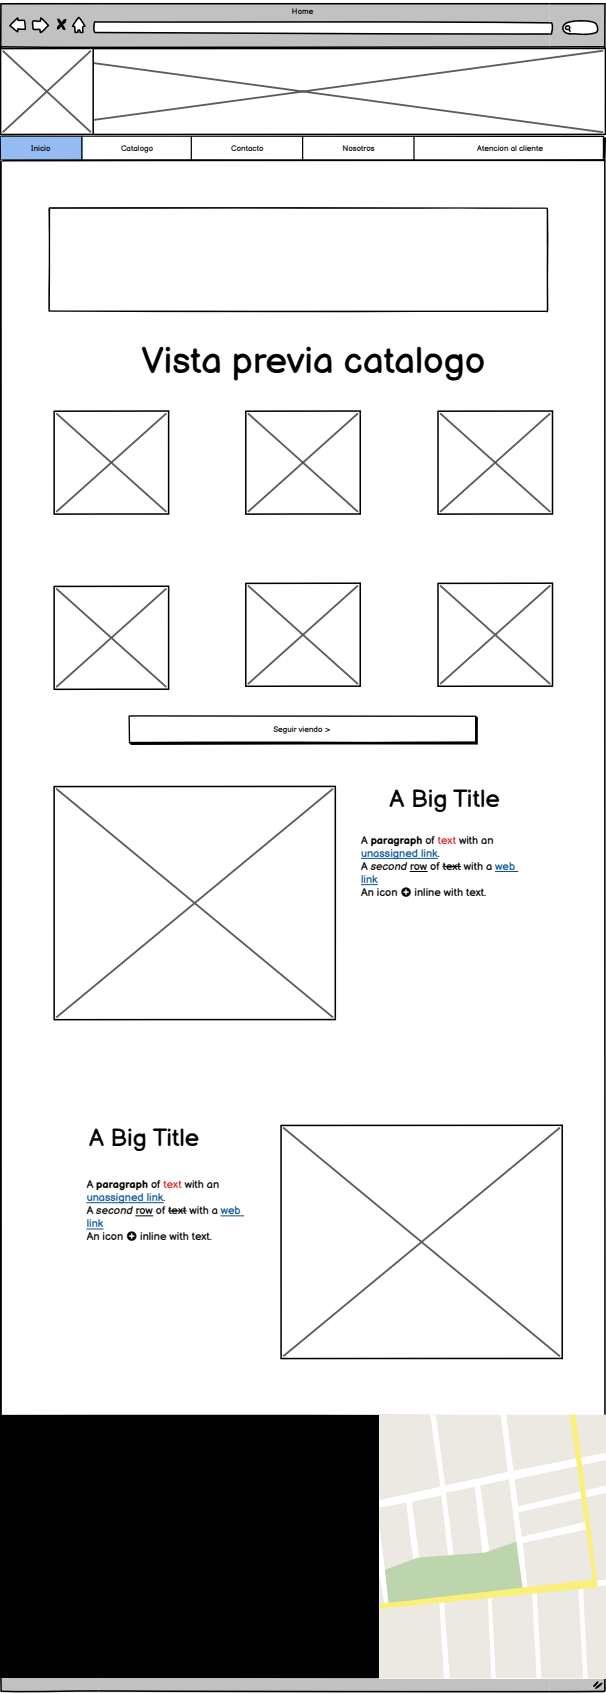 Home
Inicio
Catalogo
Contacto
Nosotros
Atencion al cliente
Vista previa catalogo
Seguir viendo >
A Big Title
A paragraph of text with an
unassigned link.
A second row of text with a web
link
An icon inline with text.
A Big Title
A paragraph of text with an
unassigned link.
A second row of text with a web
link
An icon inline with text.